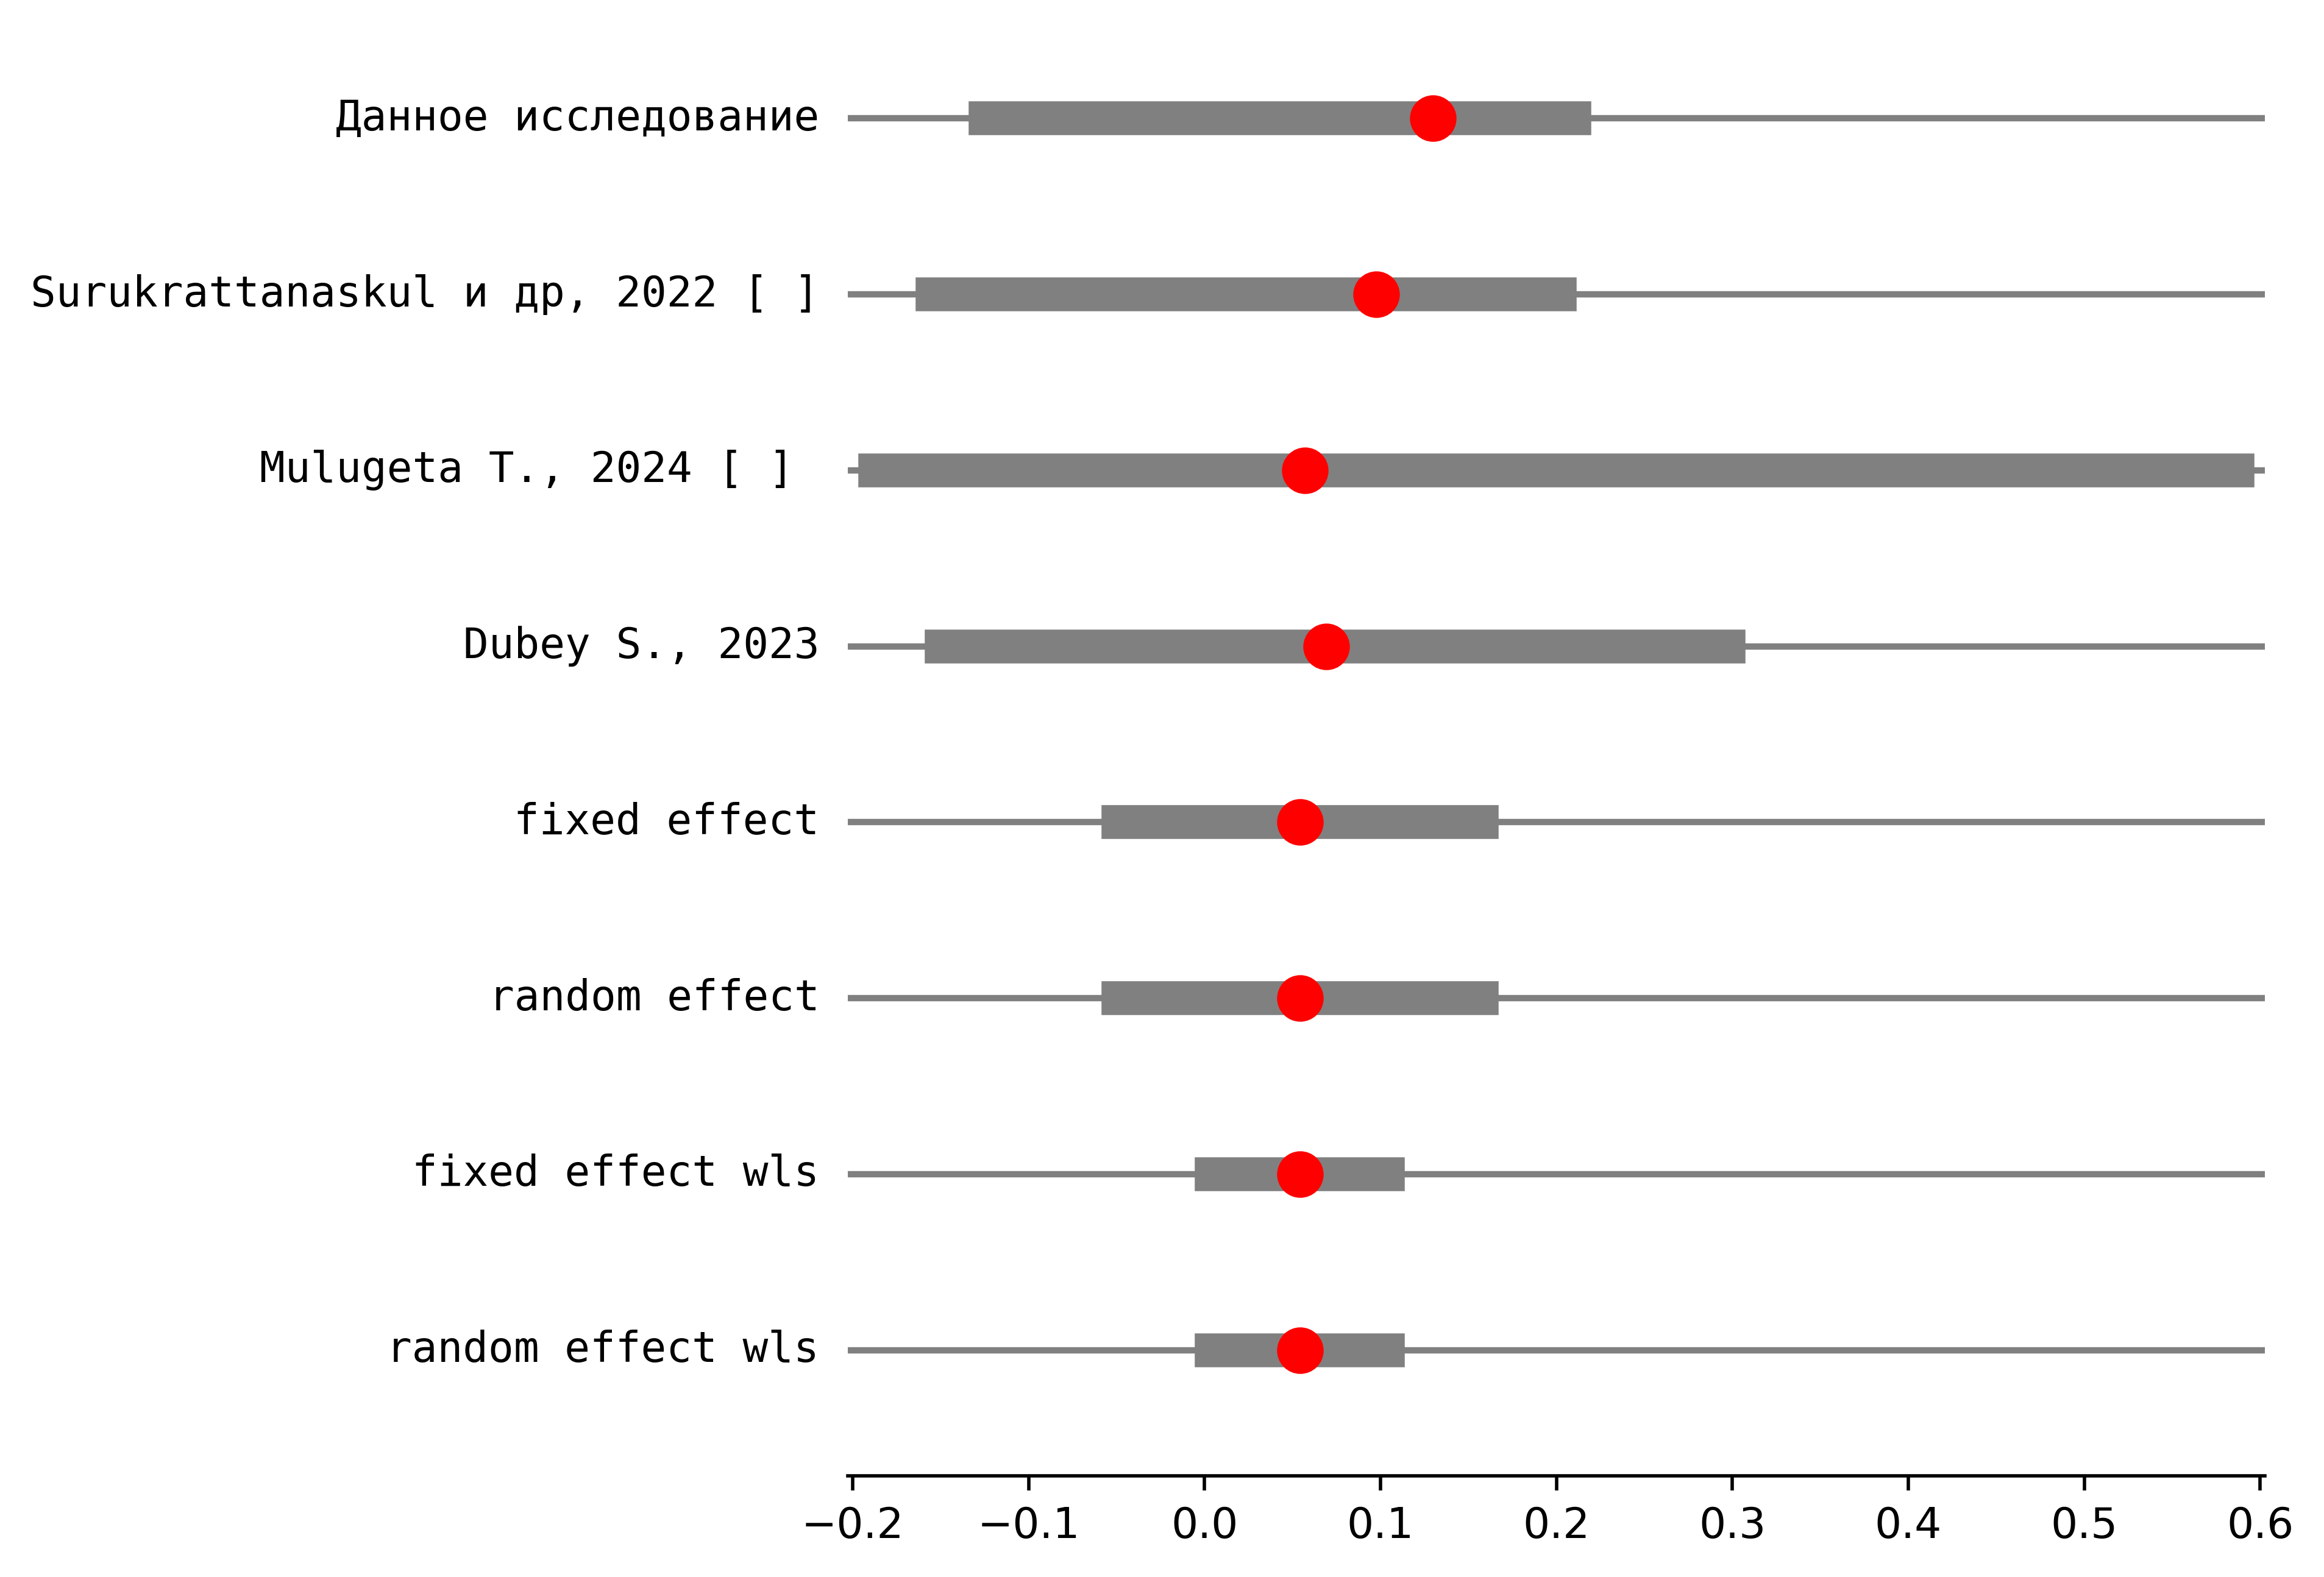 Данное исследование
Surukrattanaskul и др, 2022 [ ]
Mulugeta T., 2024 [ ]
Dubey S., 2023
fixed effect
random effect
fixed effect wls
random effect wls
−0.2 −0.1 0.0 0.1 0.2 0.3 0.4 0.5 0.6